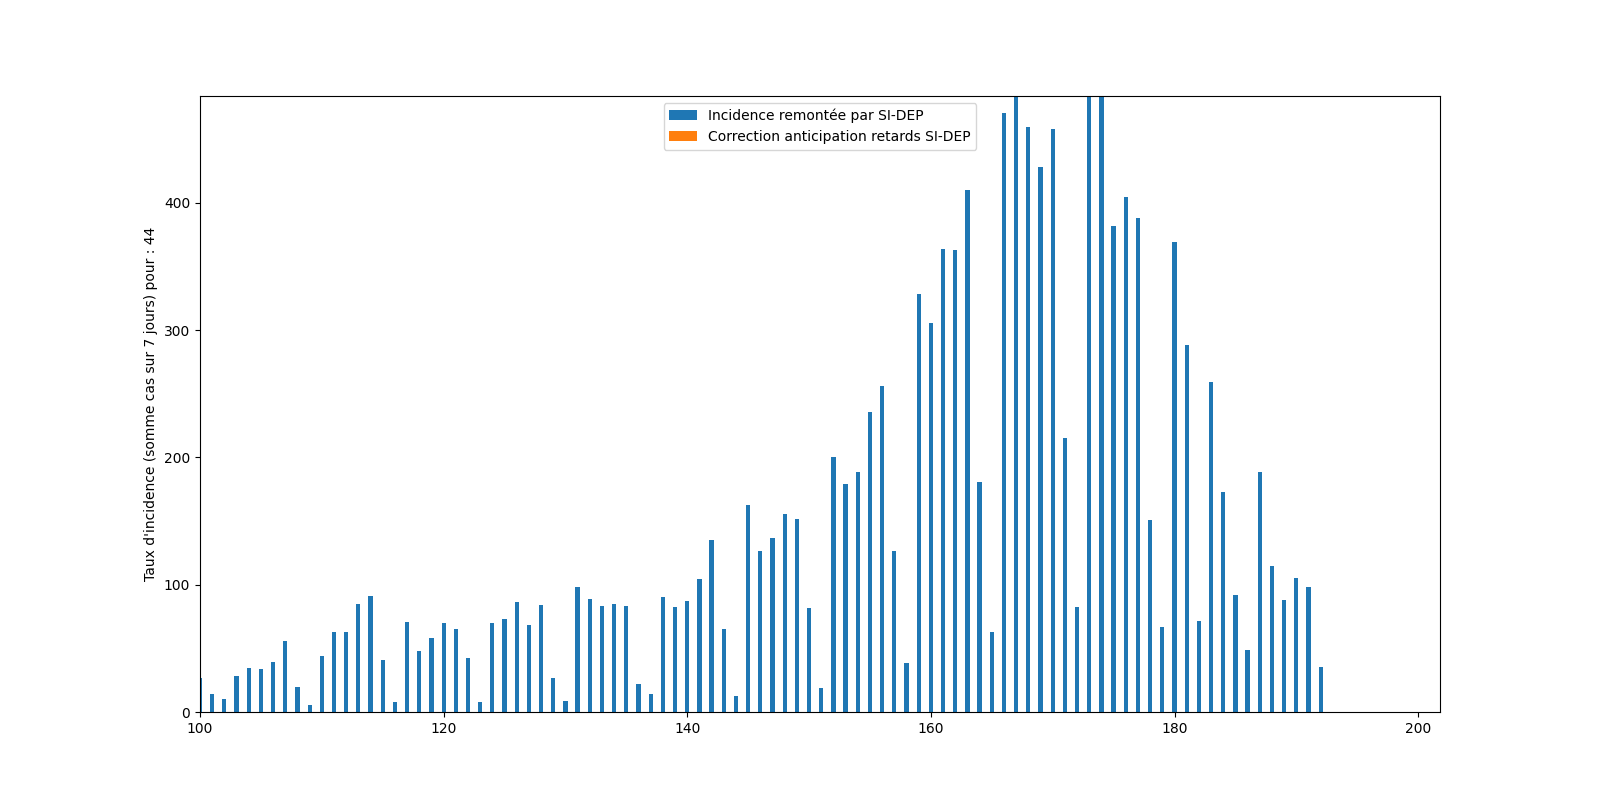 Incidence remontée par SI-DEP
Correction anticipation retards SI-DEP
Taux d'incidence (somme cas sur 7 jours) pour : 44
400
300
200
100
0
100 120 140 160 180 200